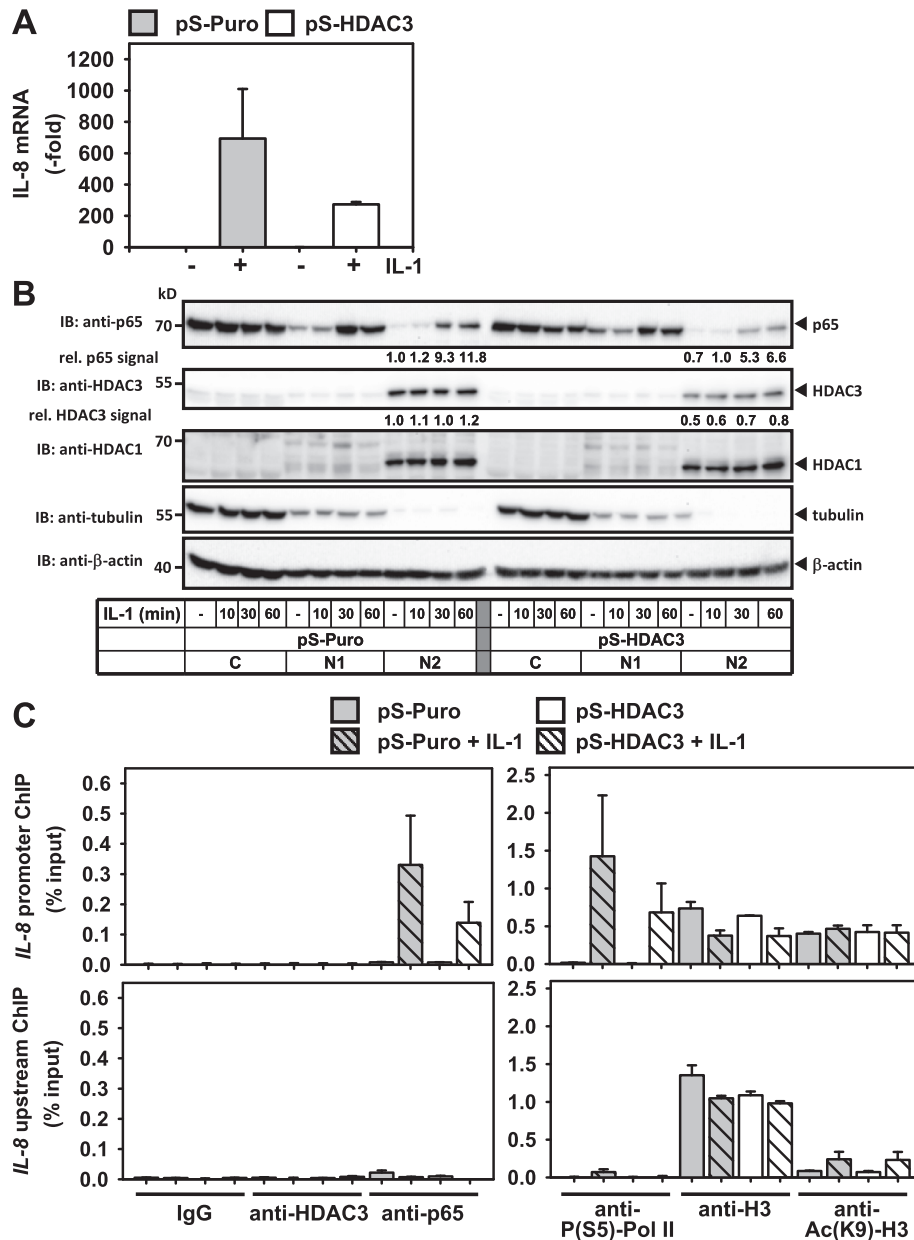 A
pS-Puro pS-HDAC3
IL-8 mRNA
(-fold)
1200
1000
800
600
400
200
0
- + - + IL-1
B
kD
IB: anti-p65 70 p65
rel. p65 signal 1.0 1.2 9.3 11.8 0.7 1.0 5.3 6.6
IB: anti-HDAC3 55 HDAC3
rel. HDAC3 signal 1.0 1.1 1.0 1.2 0.5 0.6 0.7 0.8
IB: anti-HDAC1 70 HDAC1
IB: anti-tubulin 55 tubulin
IB: anti-β-actin 40 β-actin
IL-1 (min) - 10 30 60 - 10 30 60 - 10 30 60 - 10 30 60 - 10 30 60 - 10 30 60
pS-Puro pS-HDAC3
C N1 N2 C N1 N2
C
pS-Puro pS-HDAC3
pS-Puro + IL-1 pS-HDAC3 + IL-1
IL-8 promoter ChIP
(% input)
0.6
0.5
0.4
0.3
0.2
0.1
0.0
2.5
2.0
1.5
1.0
0.5
0.0
IL-8 upstream ChIP
(% input)
0.6
0.5
0.4
0.3
0.2
0.1
0.0
2.5
2.0
1.5
1.0
0.5
0.0
IgG anti-HDAC3 anti-p65
anti- anti-H3 anti-
P(S5)-Pol II Ac(K9)-H3